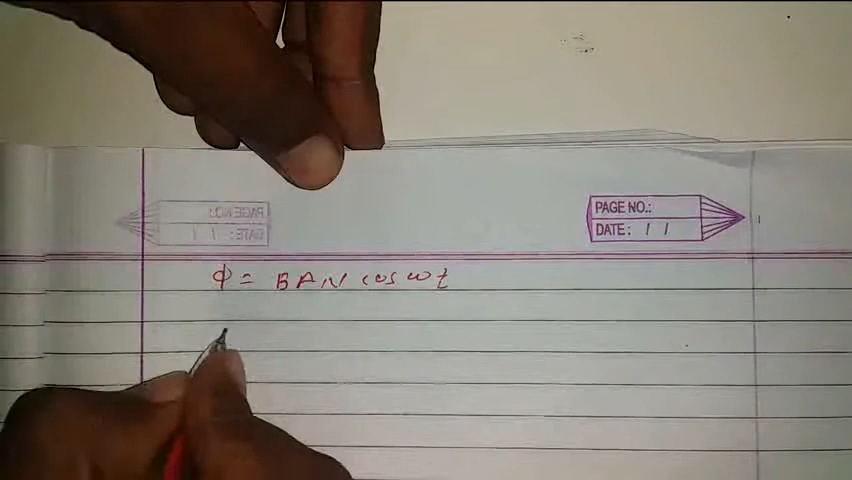 PAGE NO.:
DATE: / /
φ = BAN cos ωt